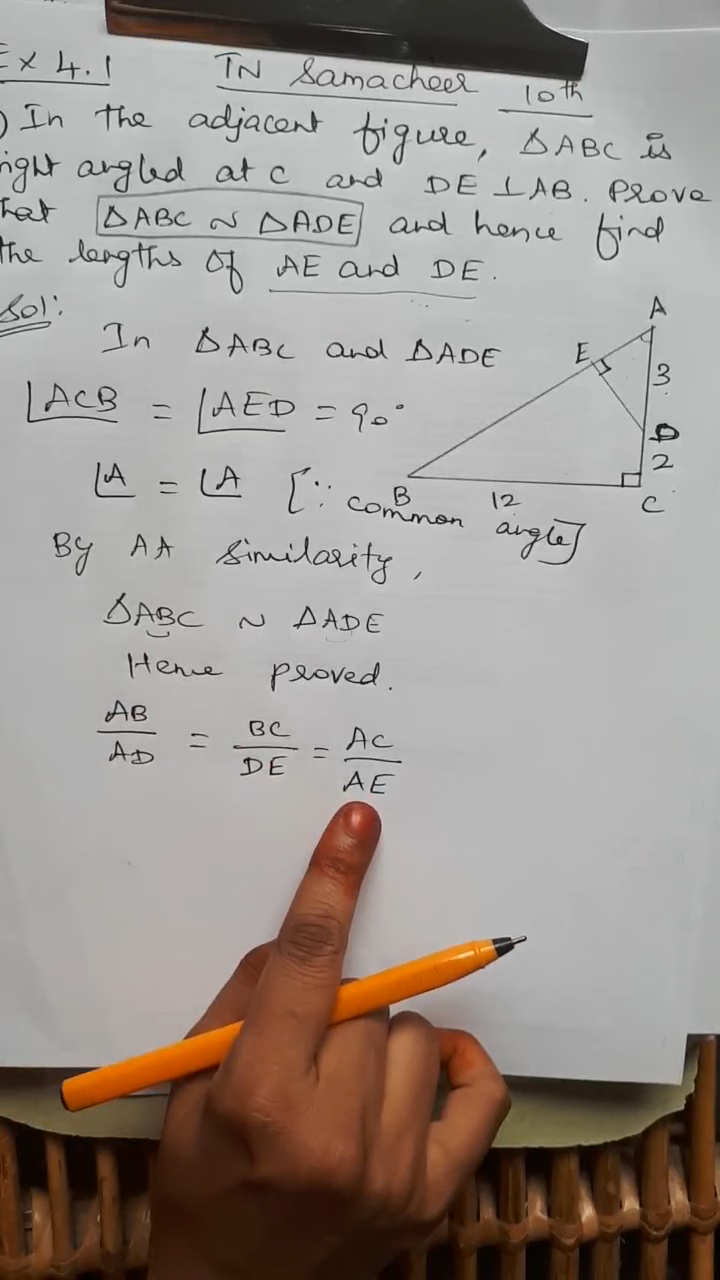 Ex 4.1 TN Samacheer 10th
) In the adjacent figure, ΔABC is
right angled at C and DE ⊥ AB. Prove
that ΔABC ~ ΔADE and hence find
the lengths of AE and DE.
Sol:
In ΔABC and ΔADE
∠ACB = ∠AED = 90°
∠A = ∠A [∵ common angle]
A
E
3
D
2
B
12
C
By AA similarity,
ΔABC ~ ΔADE
Hence proved.
AB/AD = BC/DE = AC/AE